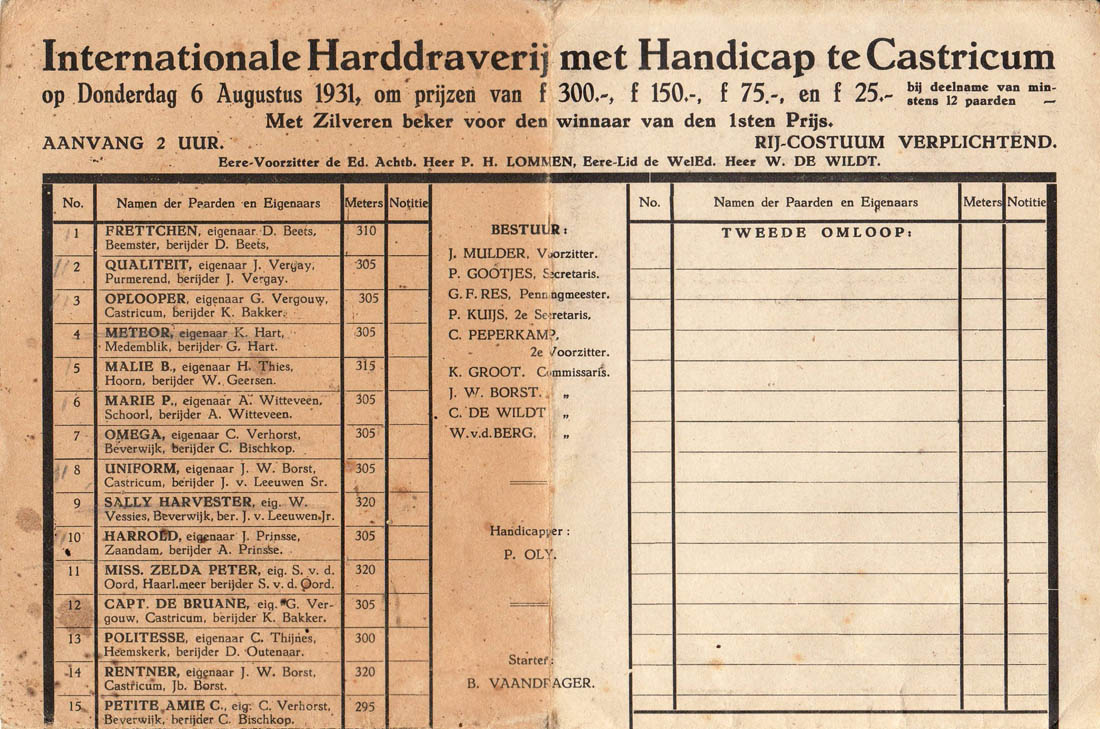 Internationale Harddraverij met Handicap te Castricum
op Donderdag 6 Augustus 1931, om prijzen van f 300.-, f 150.-, f 75.-, en f 25.- bij deelname van min-
stens 12 paarden —
Met Zilveren beker voor den winnaar van den 1sten Prijs.
AANVANG 2 UUR. RIJ-COSTUUM VERPLICHTEND.
Eere-Voorzitter de Ed. Achtb. Heer P. H. LOMMEN, Eere-Lid de WelEd. Heer W. DE WILDT.
No. Namen der Paarden en Eigenaars Meters Notitie
1 FRETTCHEN, eigenaar D. Beets, 310
Beemster, berijder D. Beets,
2 QUALITEIT, eigenaar J. Vergay, 305
Purmerend, berijder J. Vergay.
3 OPLOOPER, eigenaar G. Vergouw, 305
Castricum, berijder K. Bakker.
4 METEOR, eigenaar K. Hart, 305
Medemblik, berijder G. Hart.
5 MALIE B., eigenaar H. Thies, 315
Hoorn, berijder W. Geersen.
6 MARIE P., eigenaar A. Witteveen, 305
Schoorl, berijder A. Witteveen.
7 OMEGA, eigenaar C. Verhorst, 305
Beverwijk, berijder C. Bischkop.
8 UNIFORM, eigenaar J. W. Borst, 305
Castricum, berijder J. v. Leeuwen Sr.
9 SALLY HARVESTER, eig. W. 320
Vessies, Beverwijk, ber. J. v. Leeuwen Jr.
10 HARROLD, eigenaar J. Prinsse, 305
Zaandam, berijder A. Prinsse.
11 MISS. ZELDA PETER, eig. S. v. d. 320
Oord, Haarl.meer berijder S. v. d. Oord.
12 CAPT. DE BRUANE, eig. G. Ver- 305
gouw, Castricum, berijder K. Bakker.
13 POLITESSE, eigenaar C. Thijnes, 300
Heemskerk, berijder D. Outenaar.
14 RENTNER, eigenaar J. W. Borst, 320
Castricum, Jb. Borst.
15 PETITE AMIE C., eig. C. Verhorst, 295
Beverwijk, berijder C. Bischkop.
BESTUUR:
J. MULDER, Voorzitter.
P. GOOTJES, Secretaris.
G. F. RES, Penningmeester.
P. KUIJS, 2e Secretaris.
C. PEPERKAMP,
2e Voorzitter.
K. GROOT. Commissaris.
J. W. BORST. „
C. DE WILDT „
W. v. d. BERG, „
Handicapper:
P. OLY.
Starter:
B. VAANDRAGER.
No. Namen der Paarden en Eigenaars Meters Notitie
TWEEDE OMLOOP: